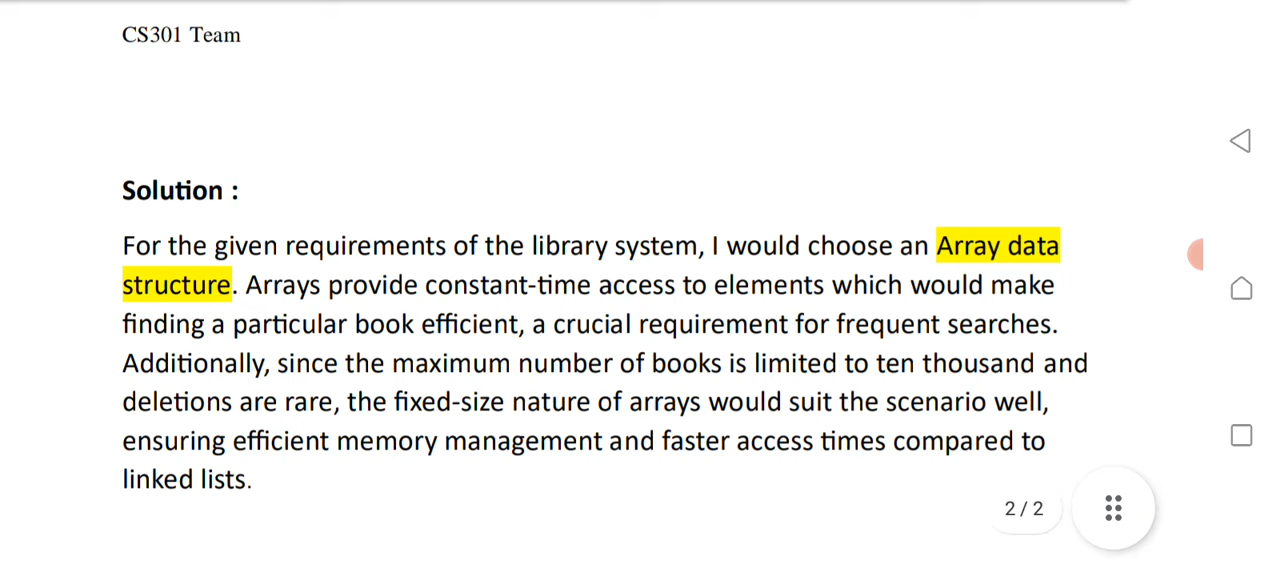 CS301 Team
Solution :
For the given requirements of the library system, I would choose an Array data
structure. Arrays provide constant-time access to elements which would make
finding a particular book efficient, a crucial requirement for frequent searches.
Additionally, since the maximum number of books is limited to ten thousand and
deletions are rare, the fixed-size nature of arrays would suit the scenario well,
ensuring efficient memory management and faster access times compared to
linked lists.
2 / 2